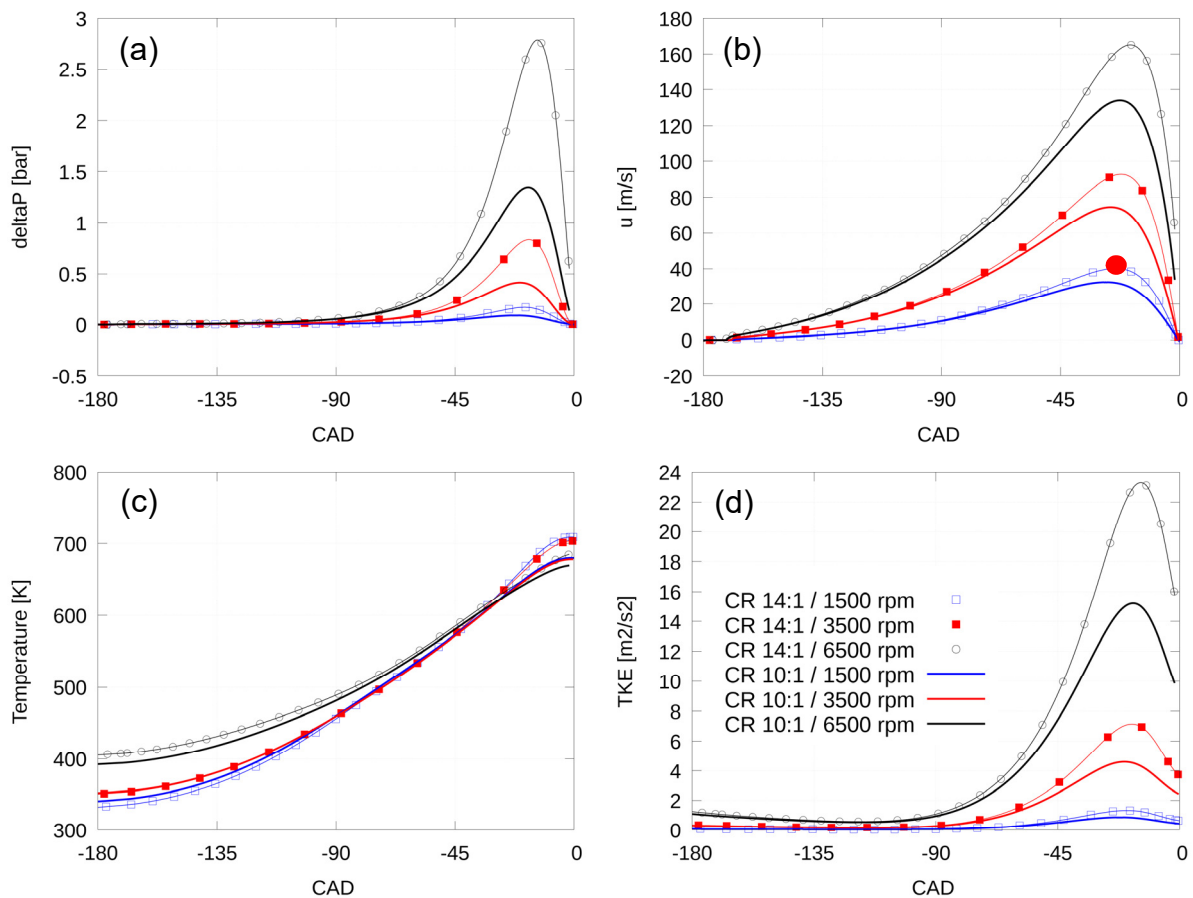 (a)
3
2.5
2
1.5
1
0.5
0
-0.5
deltaP [bar]
-180 -135 -90 -45 0
CAD
(b)
180
160
140
120
100
80
60
40
20
0
-20
u [m/s]
-180 -135 -90 -45 0
CAD
(c)
800
700
600
500
400
300
Temperature [K]
-180 -135 -90 -45 0
CAD
(d)
24
22
20
18
16
14
12
10
8
6
4
2
0
TKE [m2/s2]
CR 14:1 / 1500 rpm
CR 14:1 / 3500 rpm
CR 14:1 / 6500 rpm
CR 10:1 / 1500 rpm
CR 10:1 / 3500 rpm
CR 10:1 / 6500 rpm
-180 -135 -90 -45 0
CAD